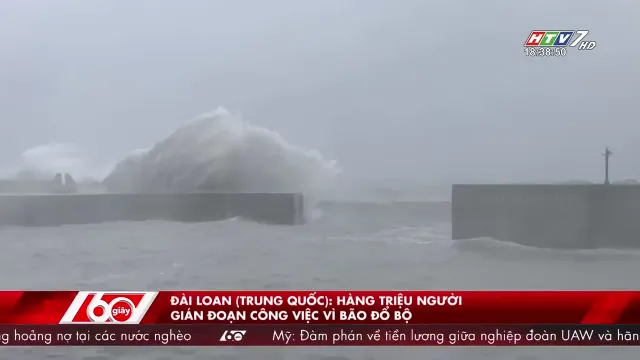 HTV7 HD
18:38:50
60 giây
ĐÀI LOAN (TRUNG QUỐC): HÀNG TRIỆU NGƯỜI
GIÁN ĐOẠN CÔNG VIỆC VÌ BÃO ĐỔ BỘ
ng hoảng nợ tại các nước nghèo Mỹ: Đàm phán về tiền lương giữa nghiệp đoàn UAW và hãn